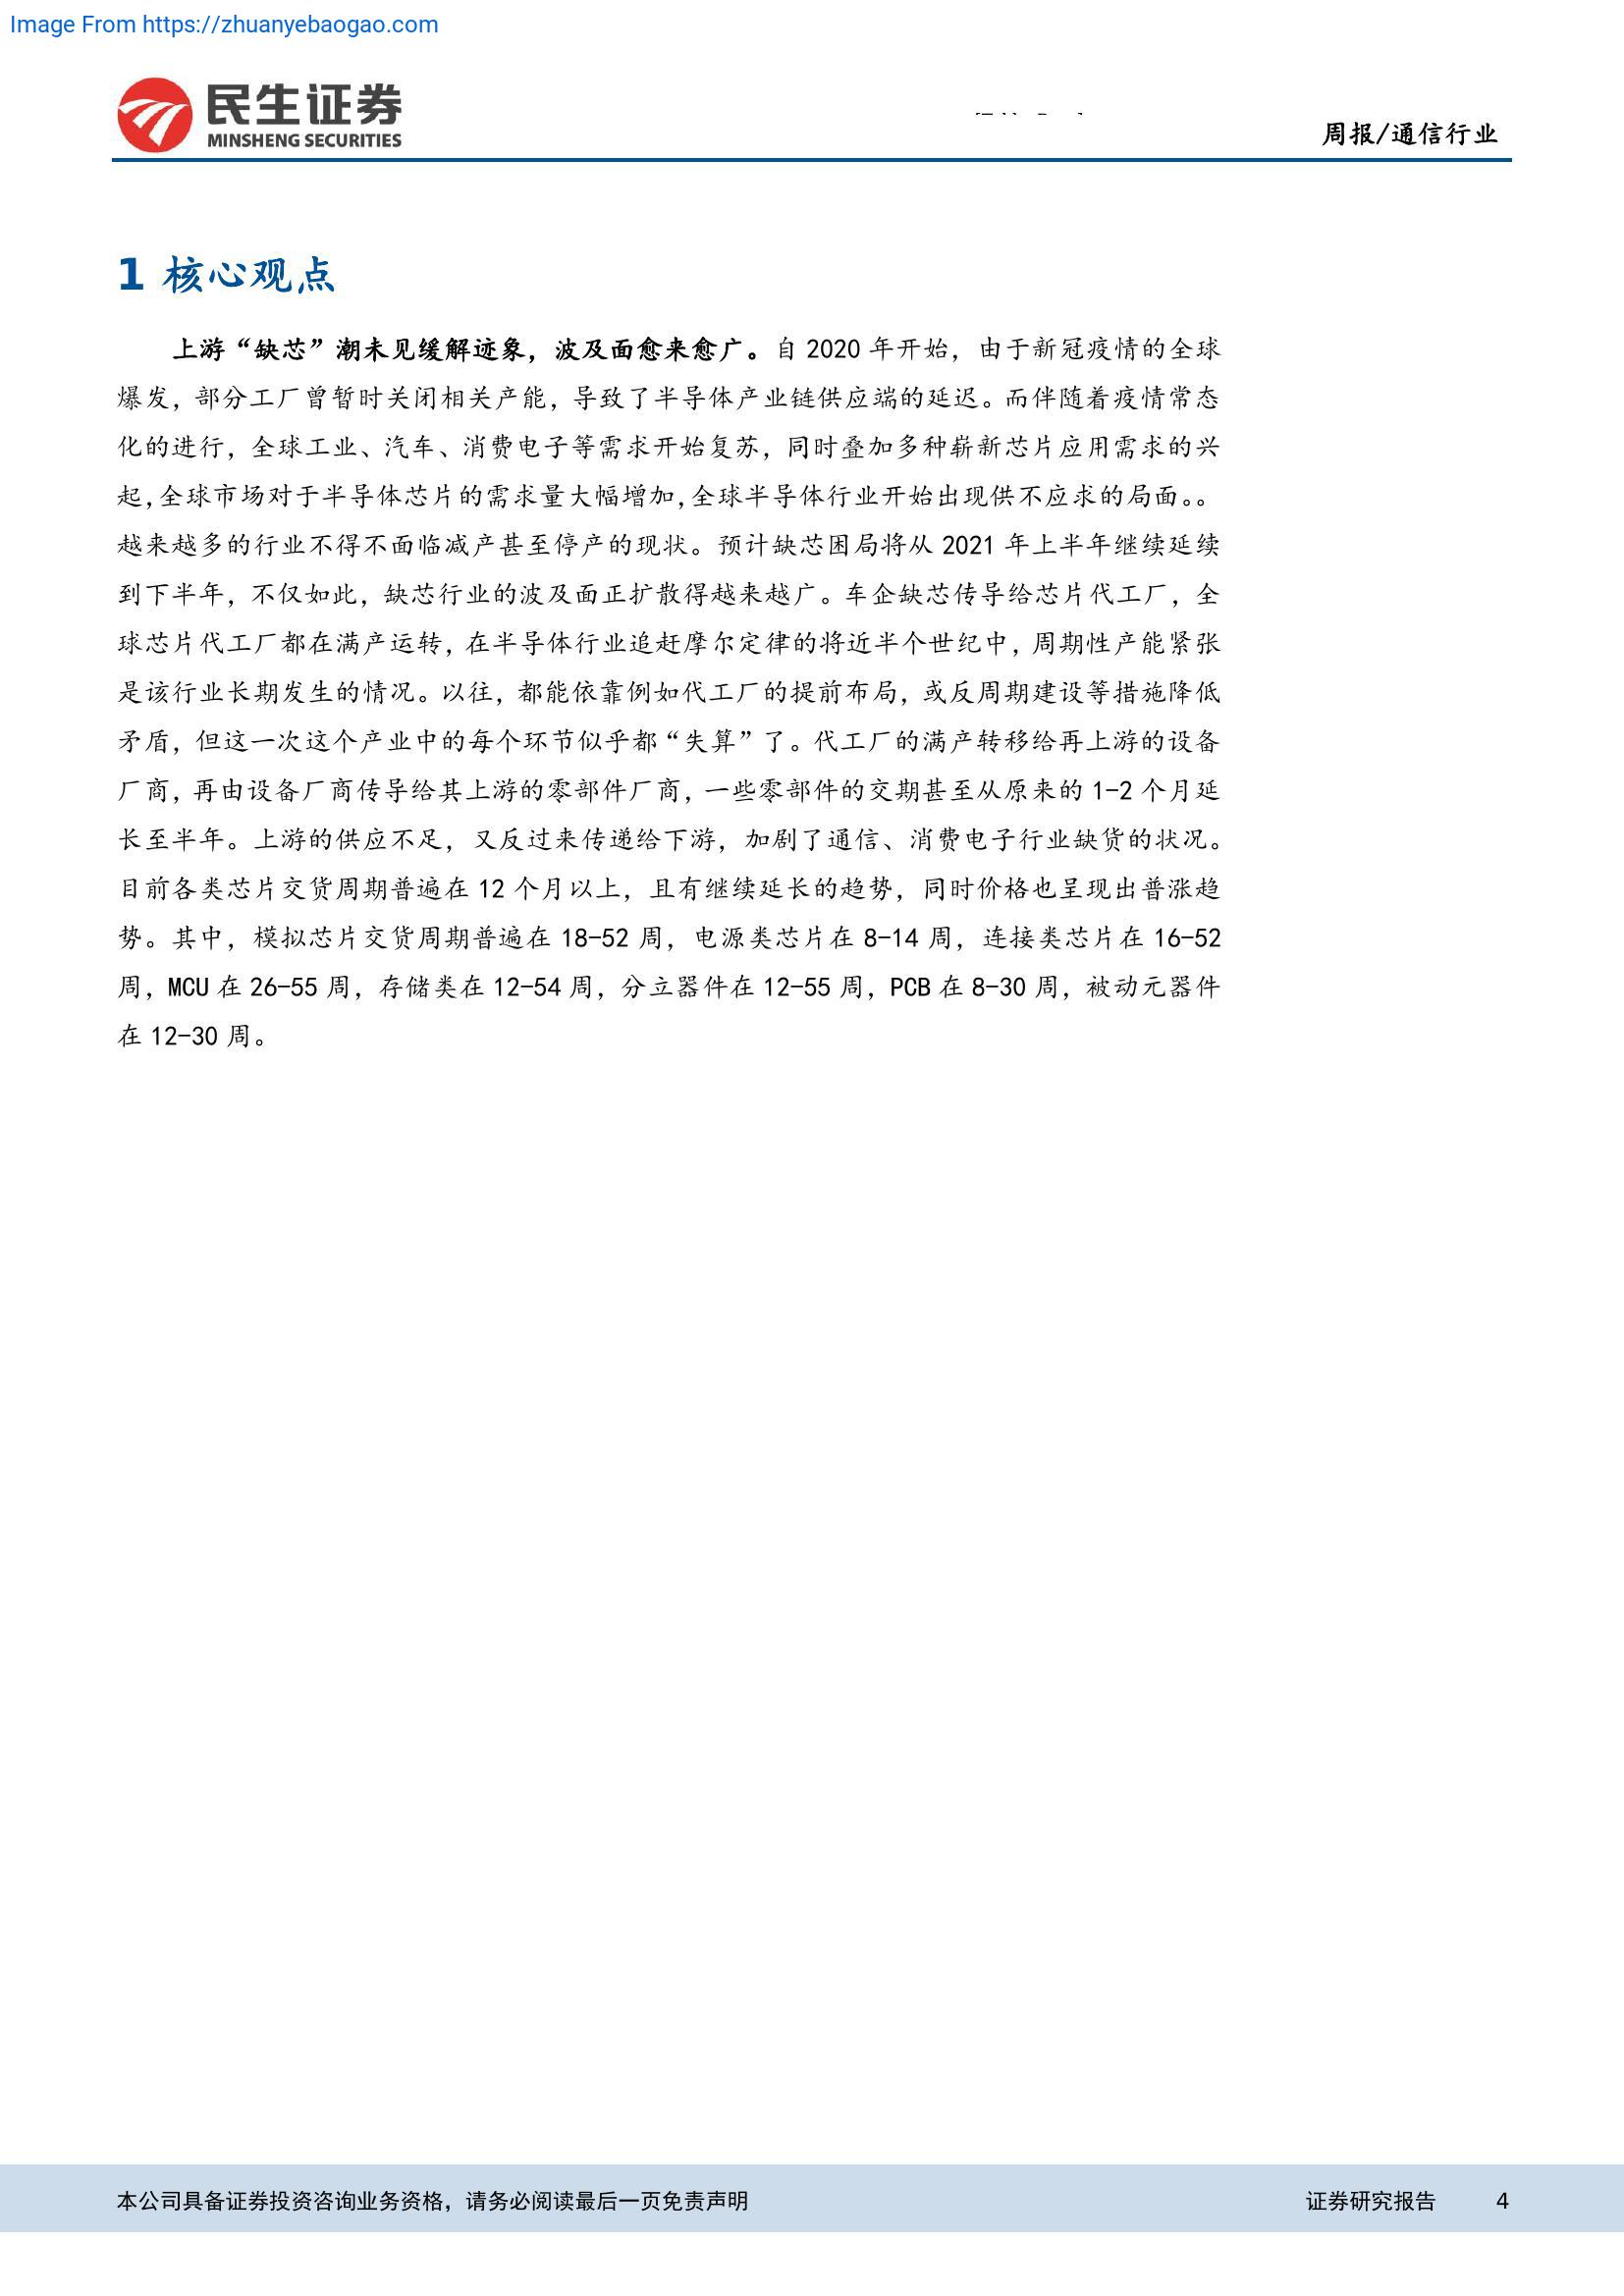 Image From https://zhuanyebaogao.com
民生证券
MINSHENG SECURITIES
周报/通信行业
1 核心观点
上游“缺芯”潮未见缓解迹象，波及面愈来愈广。自 2020 年开始，由于新冠疫情的全球
爆发，部分工厂曾暂时关闭相关产能，导致了半导体产业链供应端的延迟。而伴随着疫情常态
化的进行，全球工业、汽车、消费电子等需求开始复苏，同时叠加多种崭新芯片应用需求的兴
起，全球市场对于半导体芯片的需求量大幅增加，全球半导体行业开始出现供不应求的局面。。
越来越多的行业不得不面临减产甚至停产的现状。预计缺芯困局将从 2021 年上半年继续延续
到下半年，不仅如此，缺芯行业的波及面正扩散得越来越广。车企缺芯传导给芯片代工厂，全
球芯片代工厂都在满产运转，在半导体行业追赶摩尔定律的将近半个世纪中，周期性产能紧张
是该行业长期发生的情况。以往，都能依靠例如代工厂的提前布局，或反周期建设等措施降低
矛盾，但这一次这个产业中的每个环节似乎都“失算”了。代工厂的满产转移给再上游的设备
厂商，再由设备厂商传导给其上游的零部件厂商，一些零部件的交期甚至从原来的 1-2 个月延
长至半年。上游的供应不足，又反过来传递给下游，加剧了通信、消费电子行业缺货的状况。
目前各类芯片交货周期普遍在 12 个月以上，且有继续延长的趋势，同时价格也呈现出普涨趋
势。其中，模拟芯片交货周期普遍在 18-52 周，电源类芯片在 8-14 周，连接类芯片在 16-52
周，MCU 在 26-55 周，存储类在 12-54 周，分立器件在 12-55 周，PCB 在 8-30 周，被动元器件
在 12-30 周。
本公司具备证券投资咨询业务资格，请务必阅读最后一页免责声明
证券研究报告 4